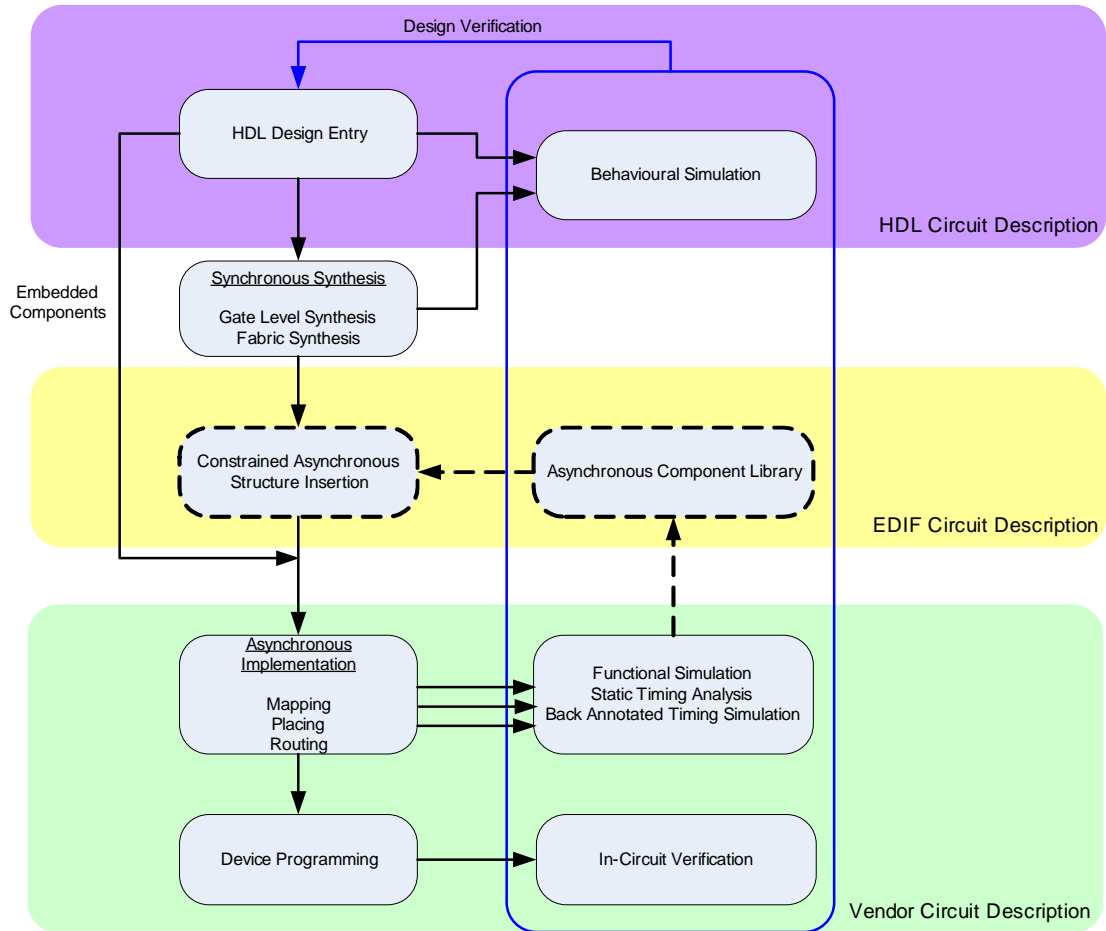 Design Verification
HDL Design Entry
Behavioural Simulation
HDL Circuit Description
Synchronous Synthesis
Gate Level Synthesis
Fabric Synthesis
Embedded
Components
Constrained Asynchronous
Structure Insertion
Asynchronous Component Library
EDIF Circuit Description
Asynchronous
Implementation
Mapping
Placing
Routing
Functional Simulation
Static Timing Analysis
Back Annotated Timing Simulation
Device Programming
In-Circuit Verification
Vendor Circuit Description